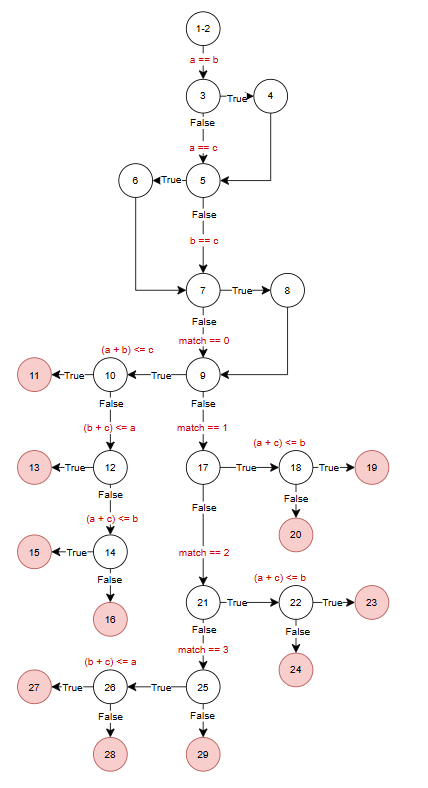 1-2
a == b
3
True
4
False
a == c
6
True
5
False
b == c
7
True
8
False
match == 0
(a + b) <= c
11
True
10
True
9
False
False
(b + c) <= a
match == 1
(a + c) <= b
13
True
12
17
True
18
True
19
False
False
False
(a + c) <= b
20
15
True
14
match == 2
False
(a + c) <= b
16
21
True
22
True
23
False
False
match == 3
(b + c) <= a
24
27
True
26
True
25
False
False
28
29